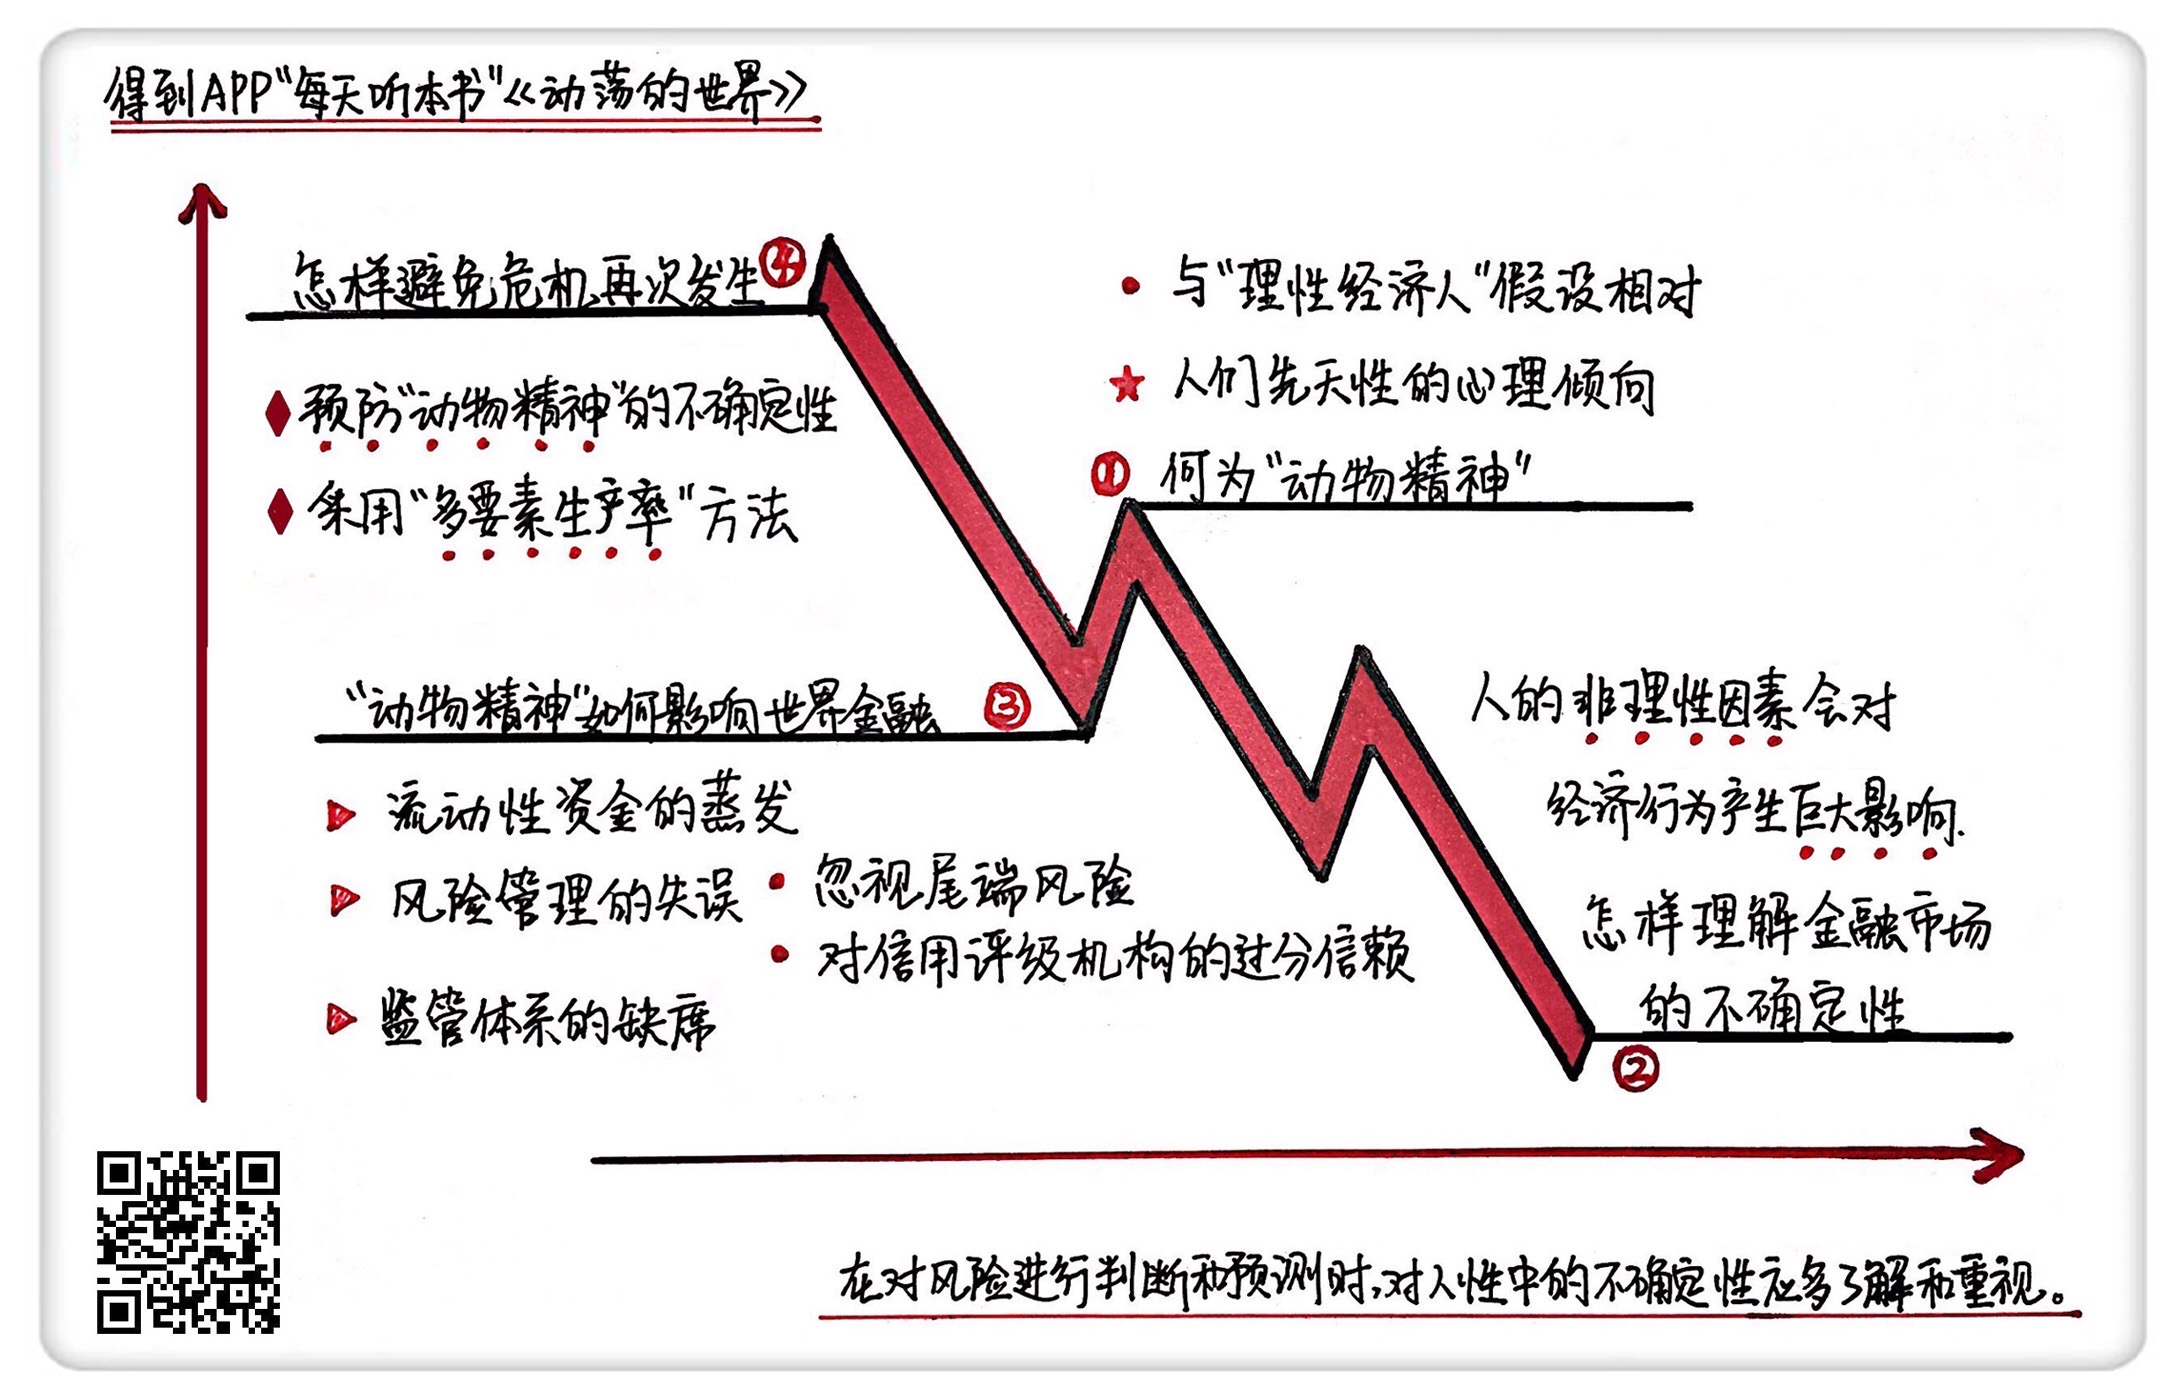 得到APP“每天听本书”《动荡的世界》
怎样避免危机再次发生④
◆预防“动物精神”的不确定性
◆采用“多要素生产率”方法
• 与“理性经济人”假设相对
★ 人们先天性的心理倾向
① 何为“动物精神”
“动物精神”如何影响世界金融 ③
流动性资金的蒸发
风险管理的失误
• 忽视尾端风险
• 对信用评级机构的过分信赖
监管体系的缺席
人的非理性因素会对
经济行为产生巨大影响.
怎样理解金融市场
的不确定性
②
在对风险进行判断和预测时,对人性中的不确定性应多了解和重视。